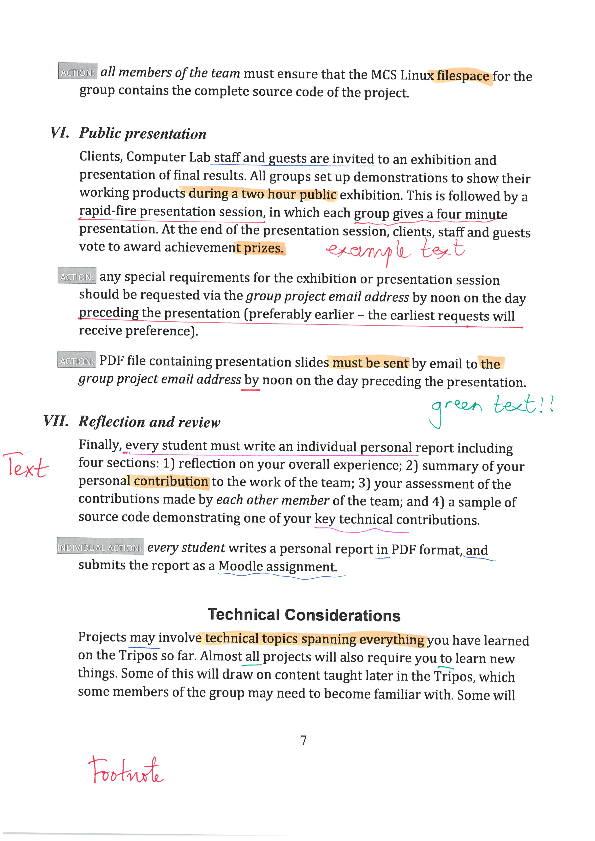 ACTION: all members of the team must ensure that the MCS Linux filespace for the
group contains the complete source code of the project.
VI. Public presentation
Clients, Computer Lab staff and guests are invited to an exhibition and
presentation of final results. All groups set up demonstrations to show their
working products during a two hour public exhibition. This is followed by a
rapid-fire presentation session, in which each group gives a four minute
presentation. At the end of the presentation session, clients, staff and guests
vote to award achievement prizes.
example text
ACTION: any special requirements for the exhibition or presentation session
should be requested via the group project email address by noon on the day
preceding the presentation (preferably earlier – the earliest requests will
receive preference).
ACTION: PDF file containing presentation slides must be sent by email to the
group project email address by noon on the day preceding the presentation.
green text!!
VII. Reflection and review
Finally, every student must write an individual personal report including
Text
four sections: 1) reflection on your overall experience; 2) summary of your
personal contribution to the work of the team; 3) your assessment of the
contributions made by each other member of the team; and 4) a sample of
source code demonstrating one of your key technical contributions.
INDIVIDUAL ACTION: every student writes a personal report in PDF format, and
submits the report as a Moodle assignment.
Technical Considerations
Projects may involve technical topics spanning everything you have learned
on the Tripos so far. Almost all projects will also require you to learn new
things. Some of this will draw on content taught later in the Tripos, which
some members of the group may need to become familiar with. Some will
7
Footnote